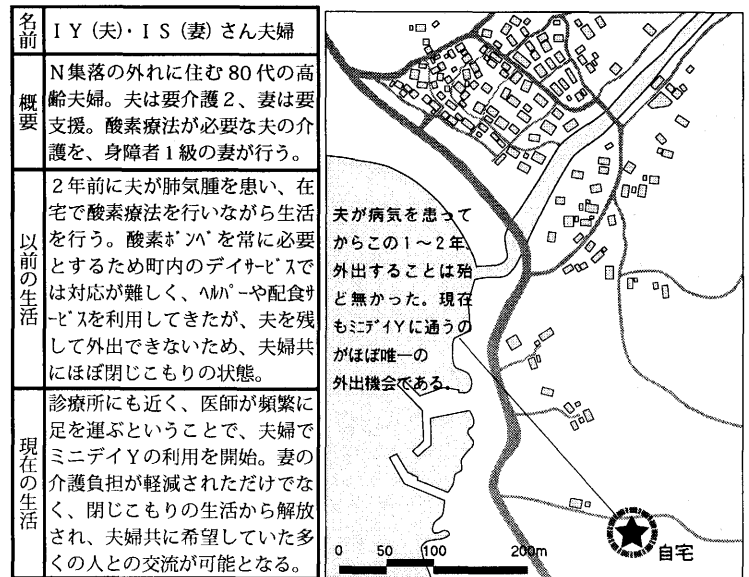 名前
ＩＹ（夫）・ＩＳ（妻）さん夫婦
概要
Ｎ集落の外れに住む80代の高
齢夫婦。夫は要介護２、妻は要
支援。酸素療法が必要な夫の介
護を、身障者１級の妻が行う。
以前の生活
２年前に夫が肺気腫を患い、在
宅で酸素療法を行いながら生活
を行う。酸素ﾎﾞﾝﾍﾞを常に必要
とするため町内のデイｻｰﾋﾞｽで
は対応が難しく、ﾍﾙﾊﾟｰや配食ｻ
ｰﾋﾞｽを利用してきたが、夫を残
して外出できないため、夫婦共
にほぼ閉じこもりの状態。
現在の生活
診療所にも近く、医師が頻繁に
足を運ぶということで、夫婦で
ミニデイＹの利用を開始。妻の
介護負担が軽減されただけでな
く、閉じこもりの生活から解放
され、夫婦共に希望していた多
くの人との交流が可能となる。
夫が病気を患って
からこの１～２年、
外出することは殆
ど無かった。現在
もﾐﾆﾃﾞｲＹに通うの
がほぼ唯一の
外出機会である。
自宅
0 50 100 200m